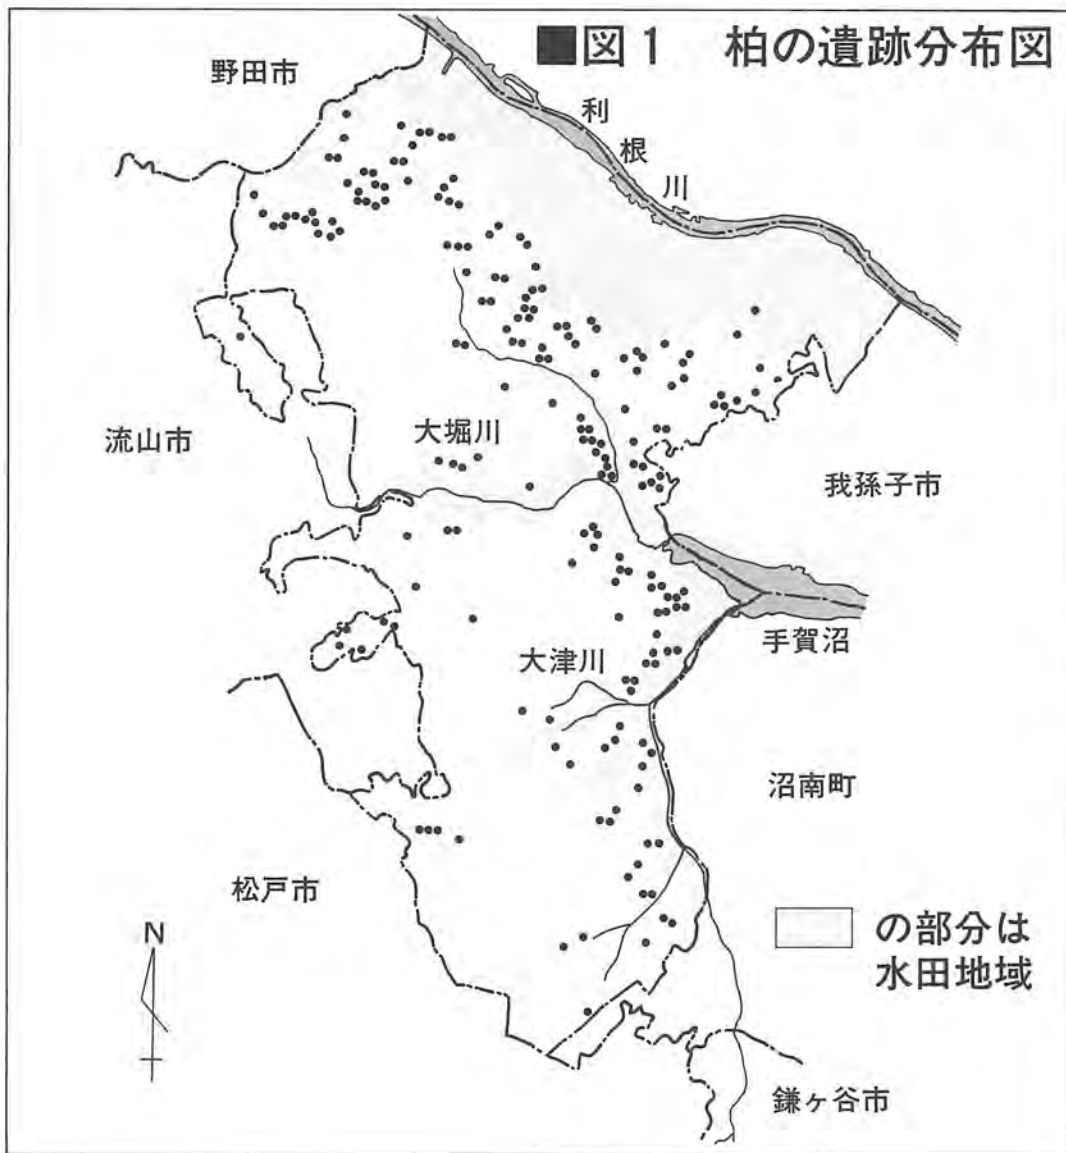 ■図1 柏の遺跡分布図
野田市
利根川
大堀川
流山市
我孫子市
手賀沼
大津川
沼南町
松戸市
N
の部分は
水田地域
鎌ヶ谷市